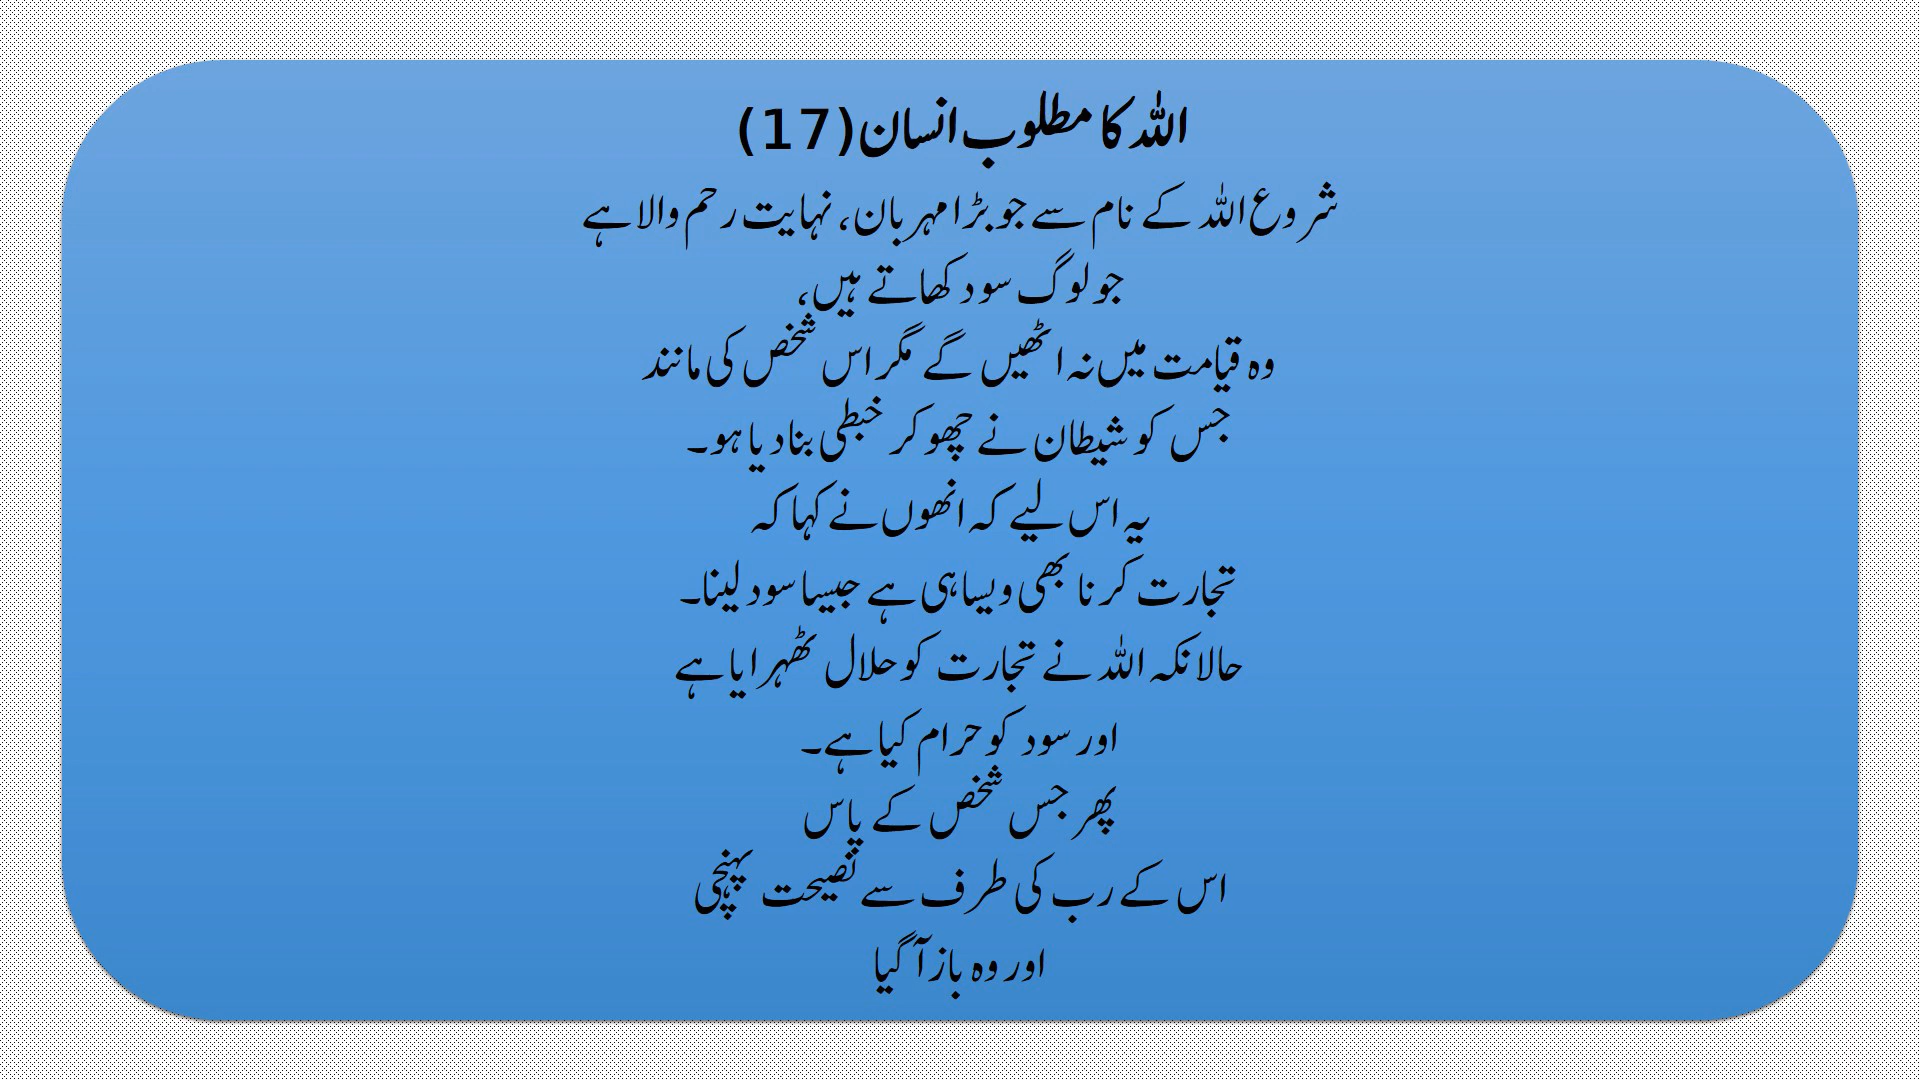 اللہ کا مطلوب انسان(17)
شروع اللہ کے نام سے جو بڑا مہربان، نہایت رحم والا ہے
جو لوگ سود کھاتے ہیں،
وہ قیامت میں نہ اٹھیں گے مگر اس شخص کی مانند
جس کو شیطان نے چھو کر خبطی بنا دیا ہو۔
یہ اس لیے کہ انھوں نے کہا کہ
تجارت کرنا بھی ویسا ہی ہے جیسا سود لینا۔
حالانکہ اللہ نے تجارت کو حلال ٹھہرایا ہے
اور سود کو حرام کیا ہے۔
پھر جس شخص کے پاس
اس کے رب کی طرف سے نصیحت پہنچی
اور وہ باز آ گیا